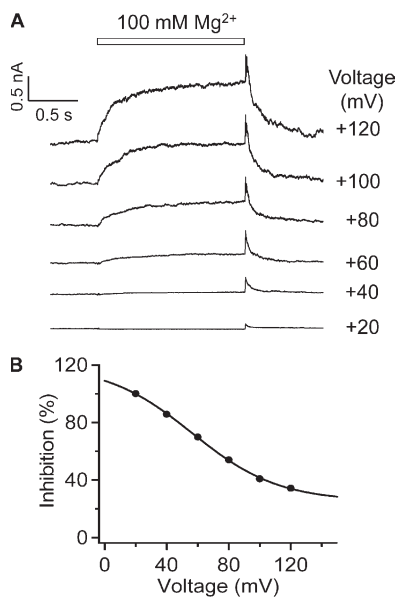 A
100 mM Mg²⁺
0.5 nA
0.5 s
Voltage
(mV)
+120
+100
+80
+60
+40
+20
B
120
80
40
0
Inhibition (%)
0 40 80 120
Voltage (mV)